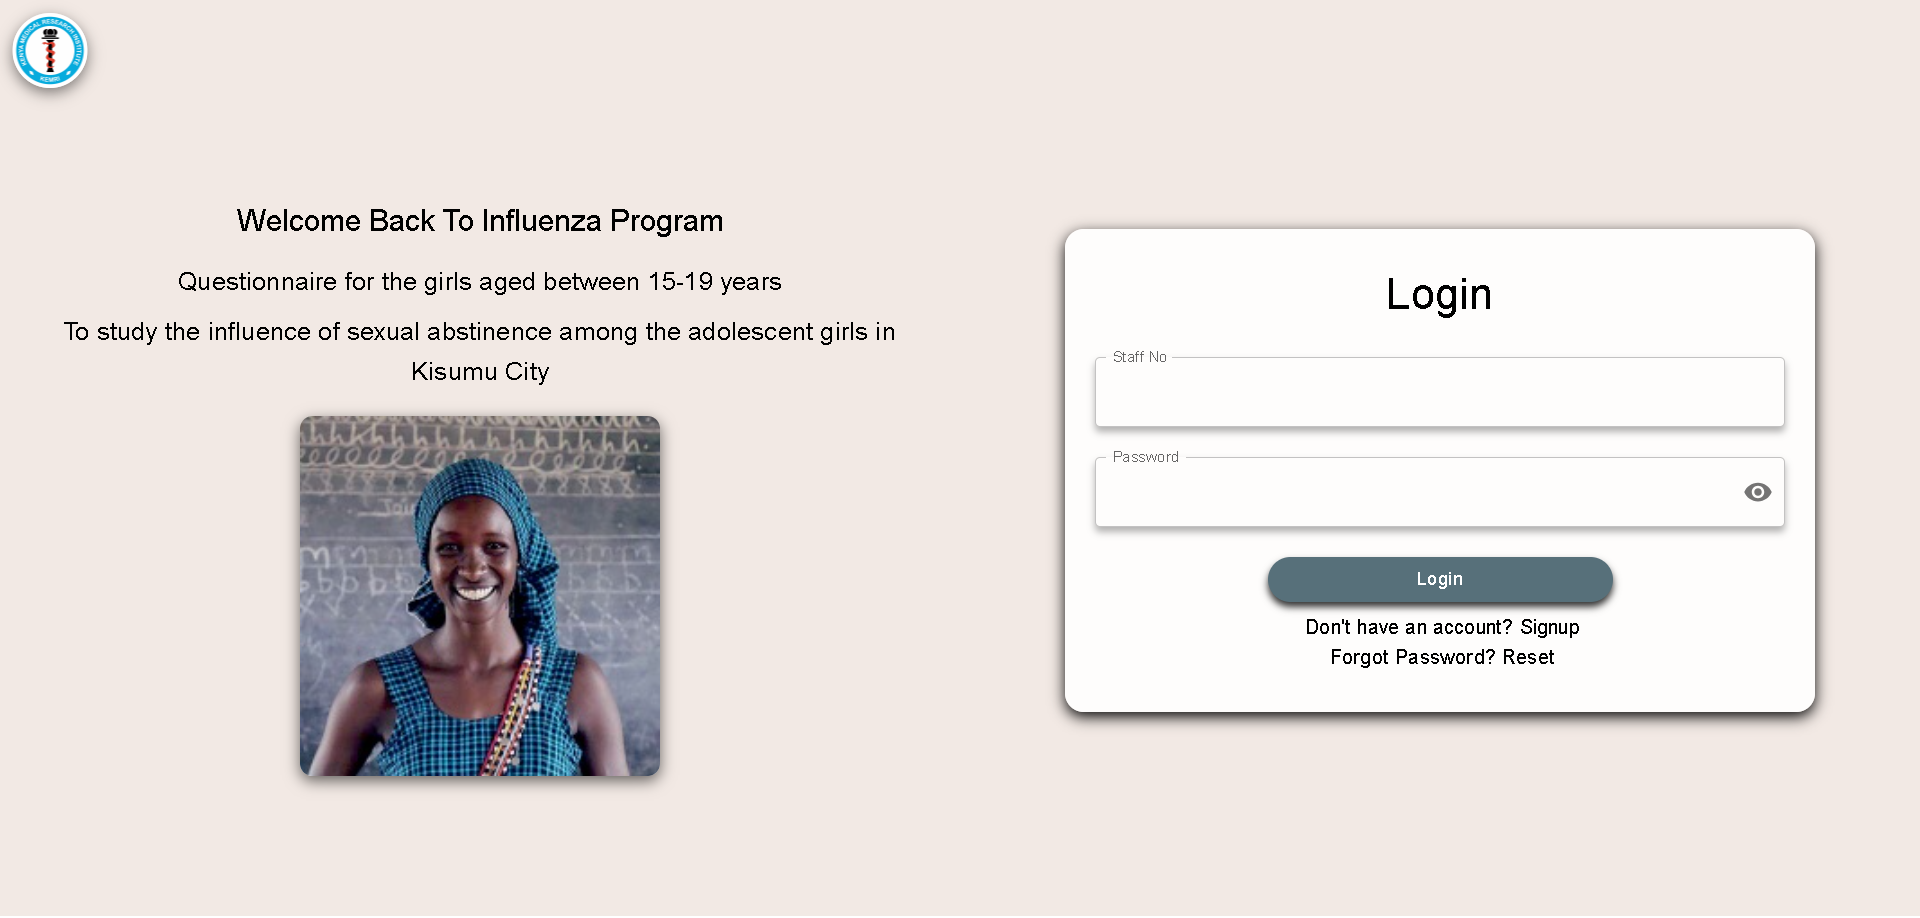 KENYA MEDICAL RESEARCH INSTITUTE
KEMRI
Welcome Back To Influenza Program
Questionnaire for the girls aged between 15-19 years
To study the influence of sexual abstinence among the adolescent girls in
Kisumu City
Login
Staff No
Password
Login
Don't have an account? Signup
Forgot Password? Reset